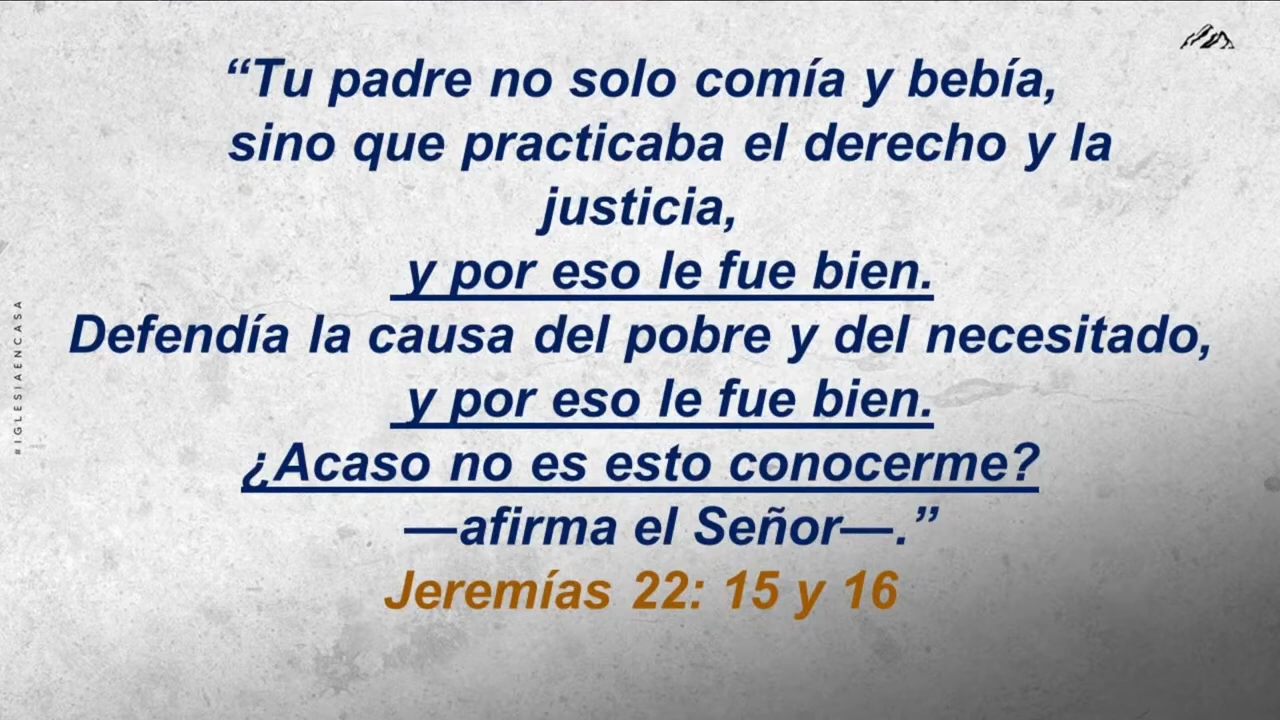 “Tu padre no solo comía y bebía,
sino que practicaba el derecho y la
justicia,
y por eso le fue bien.
Defendía la causa del pobre y del necesitado,
y por eso le fue bien.
¿Acaso no es esto conocerme?
—afirma el Señor—.”
Jeremías 22: 15 y 16
#IGLESIAENCASA